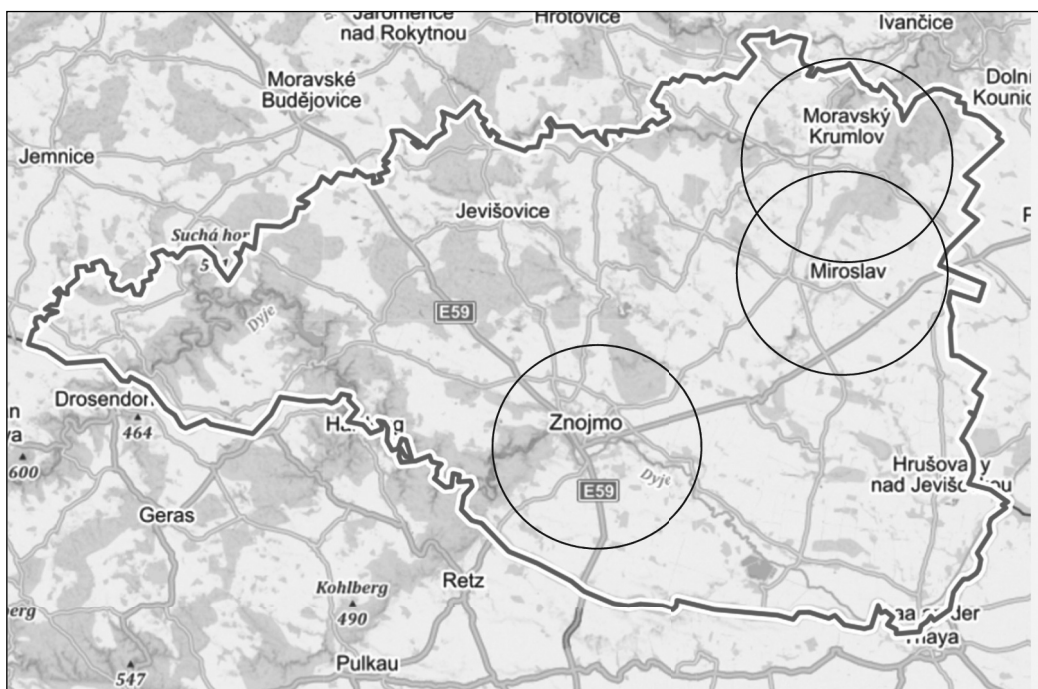 Jaroměřice
nad Rokytnou
Hrotovice
Ivančice
Moravské
Budějovice
Dolní
Kounic
Moravský
Krumlov
Jemnice
Jevišovice
Suchá hor
Miroslav
Dyje
E59
Drosendorf
464
Znojmo
600
Hrušovany
nad Jevišovkou
Dyje
E59
Geras
Retz
Kohlberg
490
Thaya
Pulkau
547